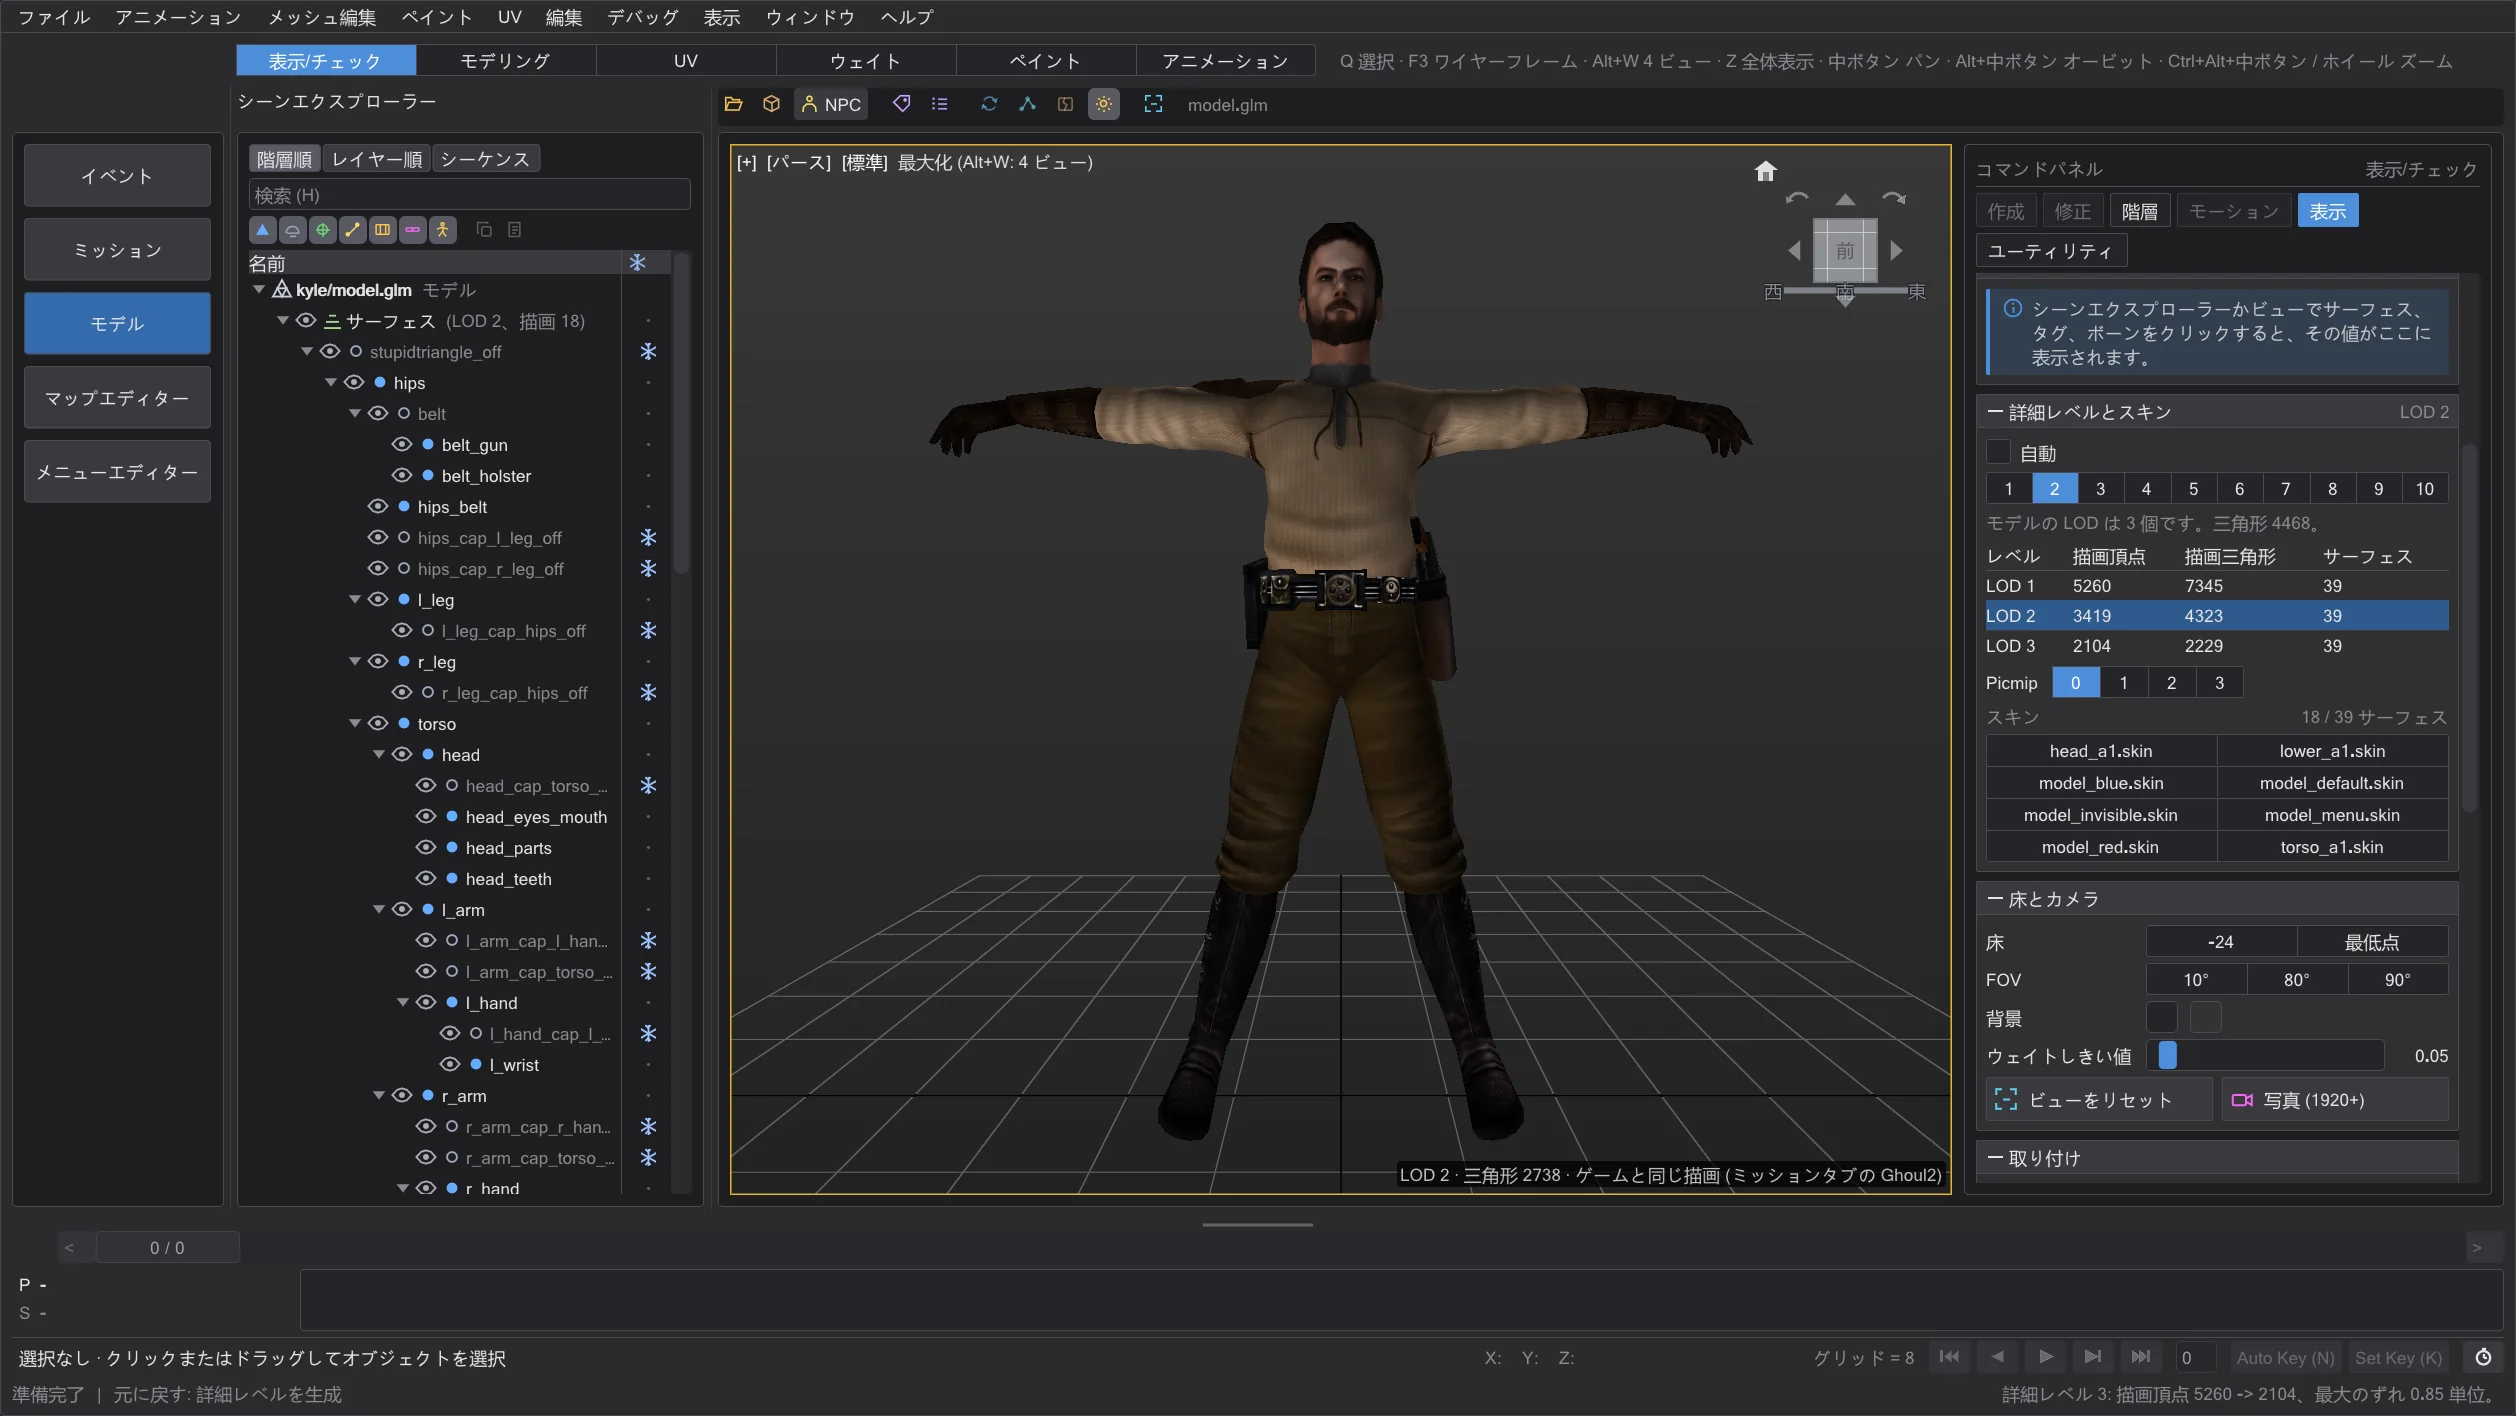 ファイル アニメーション メッシュ編集 ペイント UV 編集 デバッグ 表示 ウィンドウ ヘルプ
表示/チェック モデリング UV ウェイト ペイント アニメーション Q 選択 · F3 ワイヤーフレーム · Alt+W 4 ビュー · Z 全体表示 · 中ボタン パン · Alt+中ボタン オービット · Ctrl+Alt+中ボタン / ホイール ズーム
シーンエクスプローラー
NPC model.glm
イベント
ミッション
モデル
マップエディター
メニューエディター
階層順 レイヤー順 シーケンス
検索 (H)
名前
kyle/model.glm モデル
サーフェス (LOD 2、描画 18)
stupidtriangle_off
hips
belt
belt_gun
belt_holster
hips_belt
hips_cap_l_leg_off
hips_cap_r_leg_off
l_leg
l_leg_cap_hips_off
r_leg
r_leg_cap_hips_off
torso
head
head_cap_torso_...
head_eyes_mouth
head_parts
head_teeth
l_arm
l_arm_cap_l_han...
l_arm_cap_torso_...
l_hand
l_hand_cap_l_...
l_wrist
r_arm
r_arm_cap_r_han...
r_arm_cap_torso_...
r_hand
[+] [パース] [標準] 最大化 (Alt+W: 4 ビュー)
前
西 南 東
LOD 2 · 三角形 2738 · ゲームと同じ描画 (ミッションタブの Ghoul2)
コマンドパネル 表示/チェック
作成 修正 階層 モーション 表示
ユーティリティ
シーンエクスプローラーかビューでサーフェス、
タグ、ボーンをクリックすると、その値がここに
表示されます。
詳細レベルとスキン LOD 2
自動
1 2 3 4 5 6 7 8 9 10
モデルの LOD は 3 個です。三角形 4468。
レベル 描画頂点 描画三角形 サーフェス
LOD 1 5260 7345 39
LOD 2 3419 4323 39
LOD 3 2104 2229 39
Picmip 0 1 2 3
スキン 18 / 39 サーフェス
head_a1.skin lower_a1.skin
model_blue.skin model_default.skin
model_invisible.skin model_menu.skin
model_red.skin torso_a1.skin
床とカメラ
床 -24 最低点
FOV 10° 80° 90°
背景
ウェイトしきい値 0.05
ビューをリセット 写真 (1920+)
取り付け
< 0 / 0 >
P -
S -
選択なし · クリックまたはドラッグしてオブジェクトを選択 X: Y: Z: グリッド = 8 0 Auto Key (N) Set Key (K)
準備完了 | 元に戻す: 詳細レベルを生成 詳細レベル 3: 描画頂点 5260 -> 2104、最大のずれ 0.85 単位。